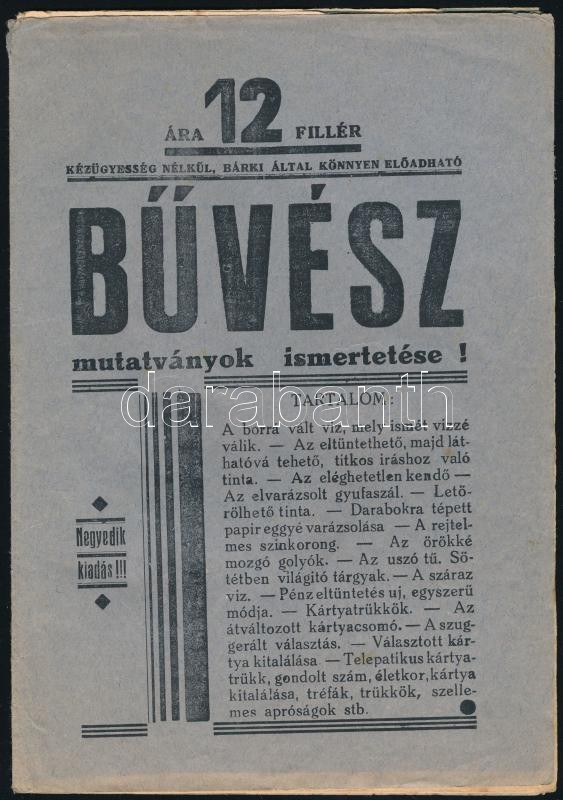 ÁRA 12 FILLÉR
KÉZÜGYESSÉG NÉLKÜL, BÁRKI ÁLTAL KÖNNYEN ELŐADHATÓ
BŰVÉSZ
mutatványok ismertetése !
darabanth
TARTALOM:
A borra vált viz, mely ismét vizzé
válik. — Az eltüntethető, majd lát-
hatóvá tehető, titkos iráshoz való
tinta. — Az eléghetetlen kendő —
Az elvarázsolt gyufaszál. — Letö-
rölhető tinta. — Darabokra tépett
papir eggyé varázsolása — A rejtel-
mes szinkorong. — Az örökké
mozgó golyók. — Az uszó tű. Sö-
tétben világitó tárgyak. — A száraz
viz. — Pénz eltüntetés uj, egyszerű
módja. — Kártyatrükkök. — Az
átváltozott kártyacsomó. — A szug-
gerált választás. — Választott kár-
tya kitalálása — Telepatikus kártya-
trükk, gondolt szám, életkor, kártya
kitalálása, tréfák, trükkök, szelle-
mes apróságok stb.
Negyedik
kiadás!!!